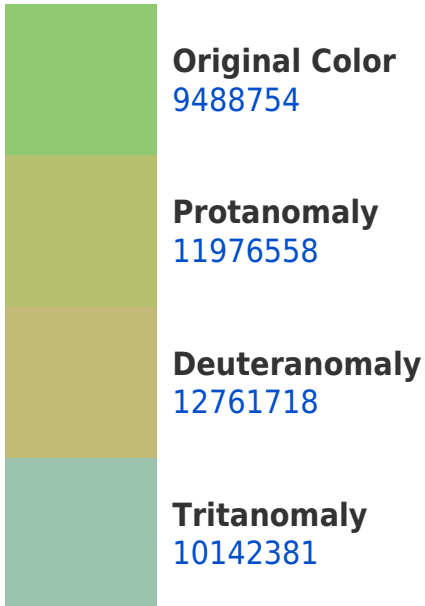 Original Color
9488754
Protanomaly
11976558
Deuteranomaly
12761718
Tritanomaly
10142381